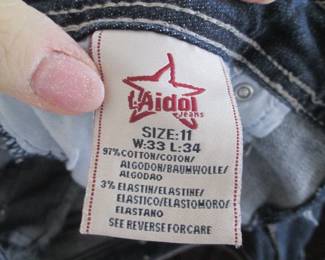 L'Aidol
Jeans
SIZE:11
W:33 L:34
97% COTTON/COTON/
ALGODON/BAUMWOLLE/
ALGODAO
3% ELASTIN/ELASTINE/
ELASTICO/ELASTOMORO/
ELASTANO
SEE REVERSE FOR CARE